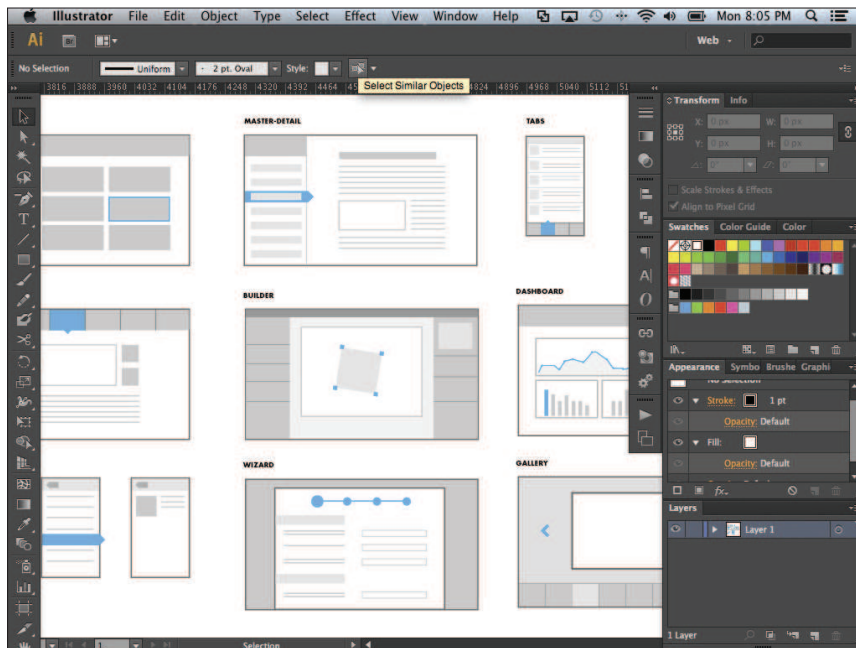 Illustrator File Edit Object Type Select Effect View Window Help Mon 8:05 PM
Ai Br Web
No Selection Uniform 2 pt. Oval Style:
Select Similar Objects
3816 3888 3960 4032 4104 4176 4248 4320 4392 4464 4824 4896 4968 5040 5112 51
Transform Info
X: 0 px W: 0 px
Y: 0 px H: 0 px
0° 0°
Scale Strokes & Effects
Align to Pixel Grid
MASTER-DETAIL TABS
Swatches Color Guide Color
BUILDER DASHBOARD
Appearance Symbo Brushe Graphi
No Selection
Stroke: 1 pt
Opacity: Default
Fill:
Opacity: Default
fx.
WIZARD GALLERY
Layers
Layer 1
1 Layer
1 Selection